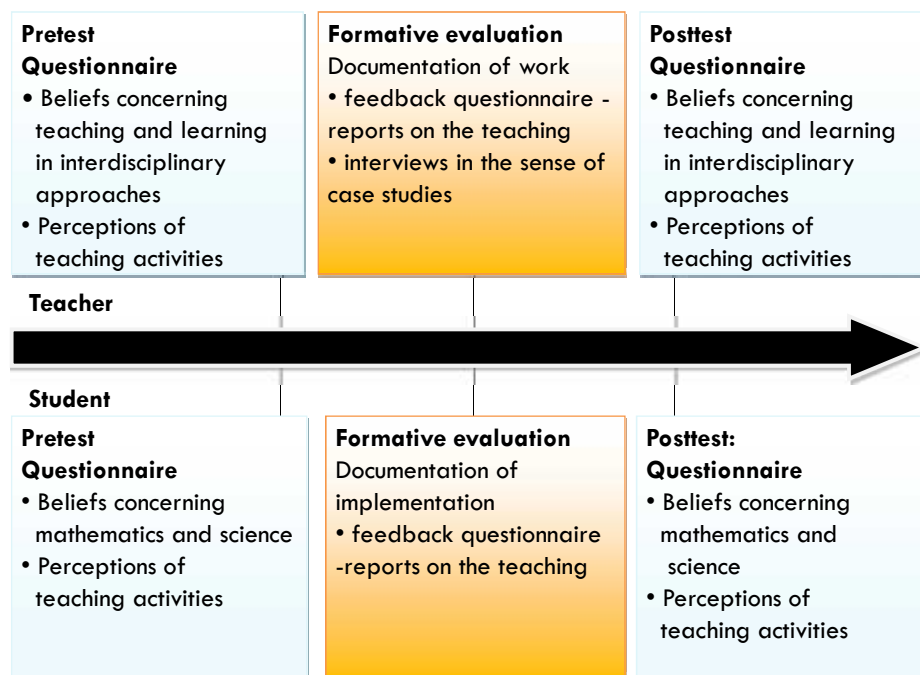 Pretest
Questionnaire
• Beliefs concerning
teaching and learning
in interdisciplinary
approaches
• Perceptions of
teaching activities
Formative evaluation
Documentation of work
• feedback questionnaire -
reports on the teaching
• interviews in the sense of
case studies
Posttest
Questionnaire
• Beliefs concerning
teaching and learning
in interdisciplinary
approaches
• Perceptions of
teaching activities
Teacher
Student
Pretest
Questionnaire
• Beliefs concerning
mathematics and science
• Perceptions of
teaching activities
Formative evaluation
Documentation of
implementation
• feedback questionnaire
-reports on the teaching
Posttest:
Questionnaire
• Beliefs concerning
mathematics and
science
• Perceptions of
teaching activities